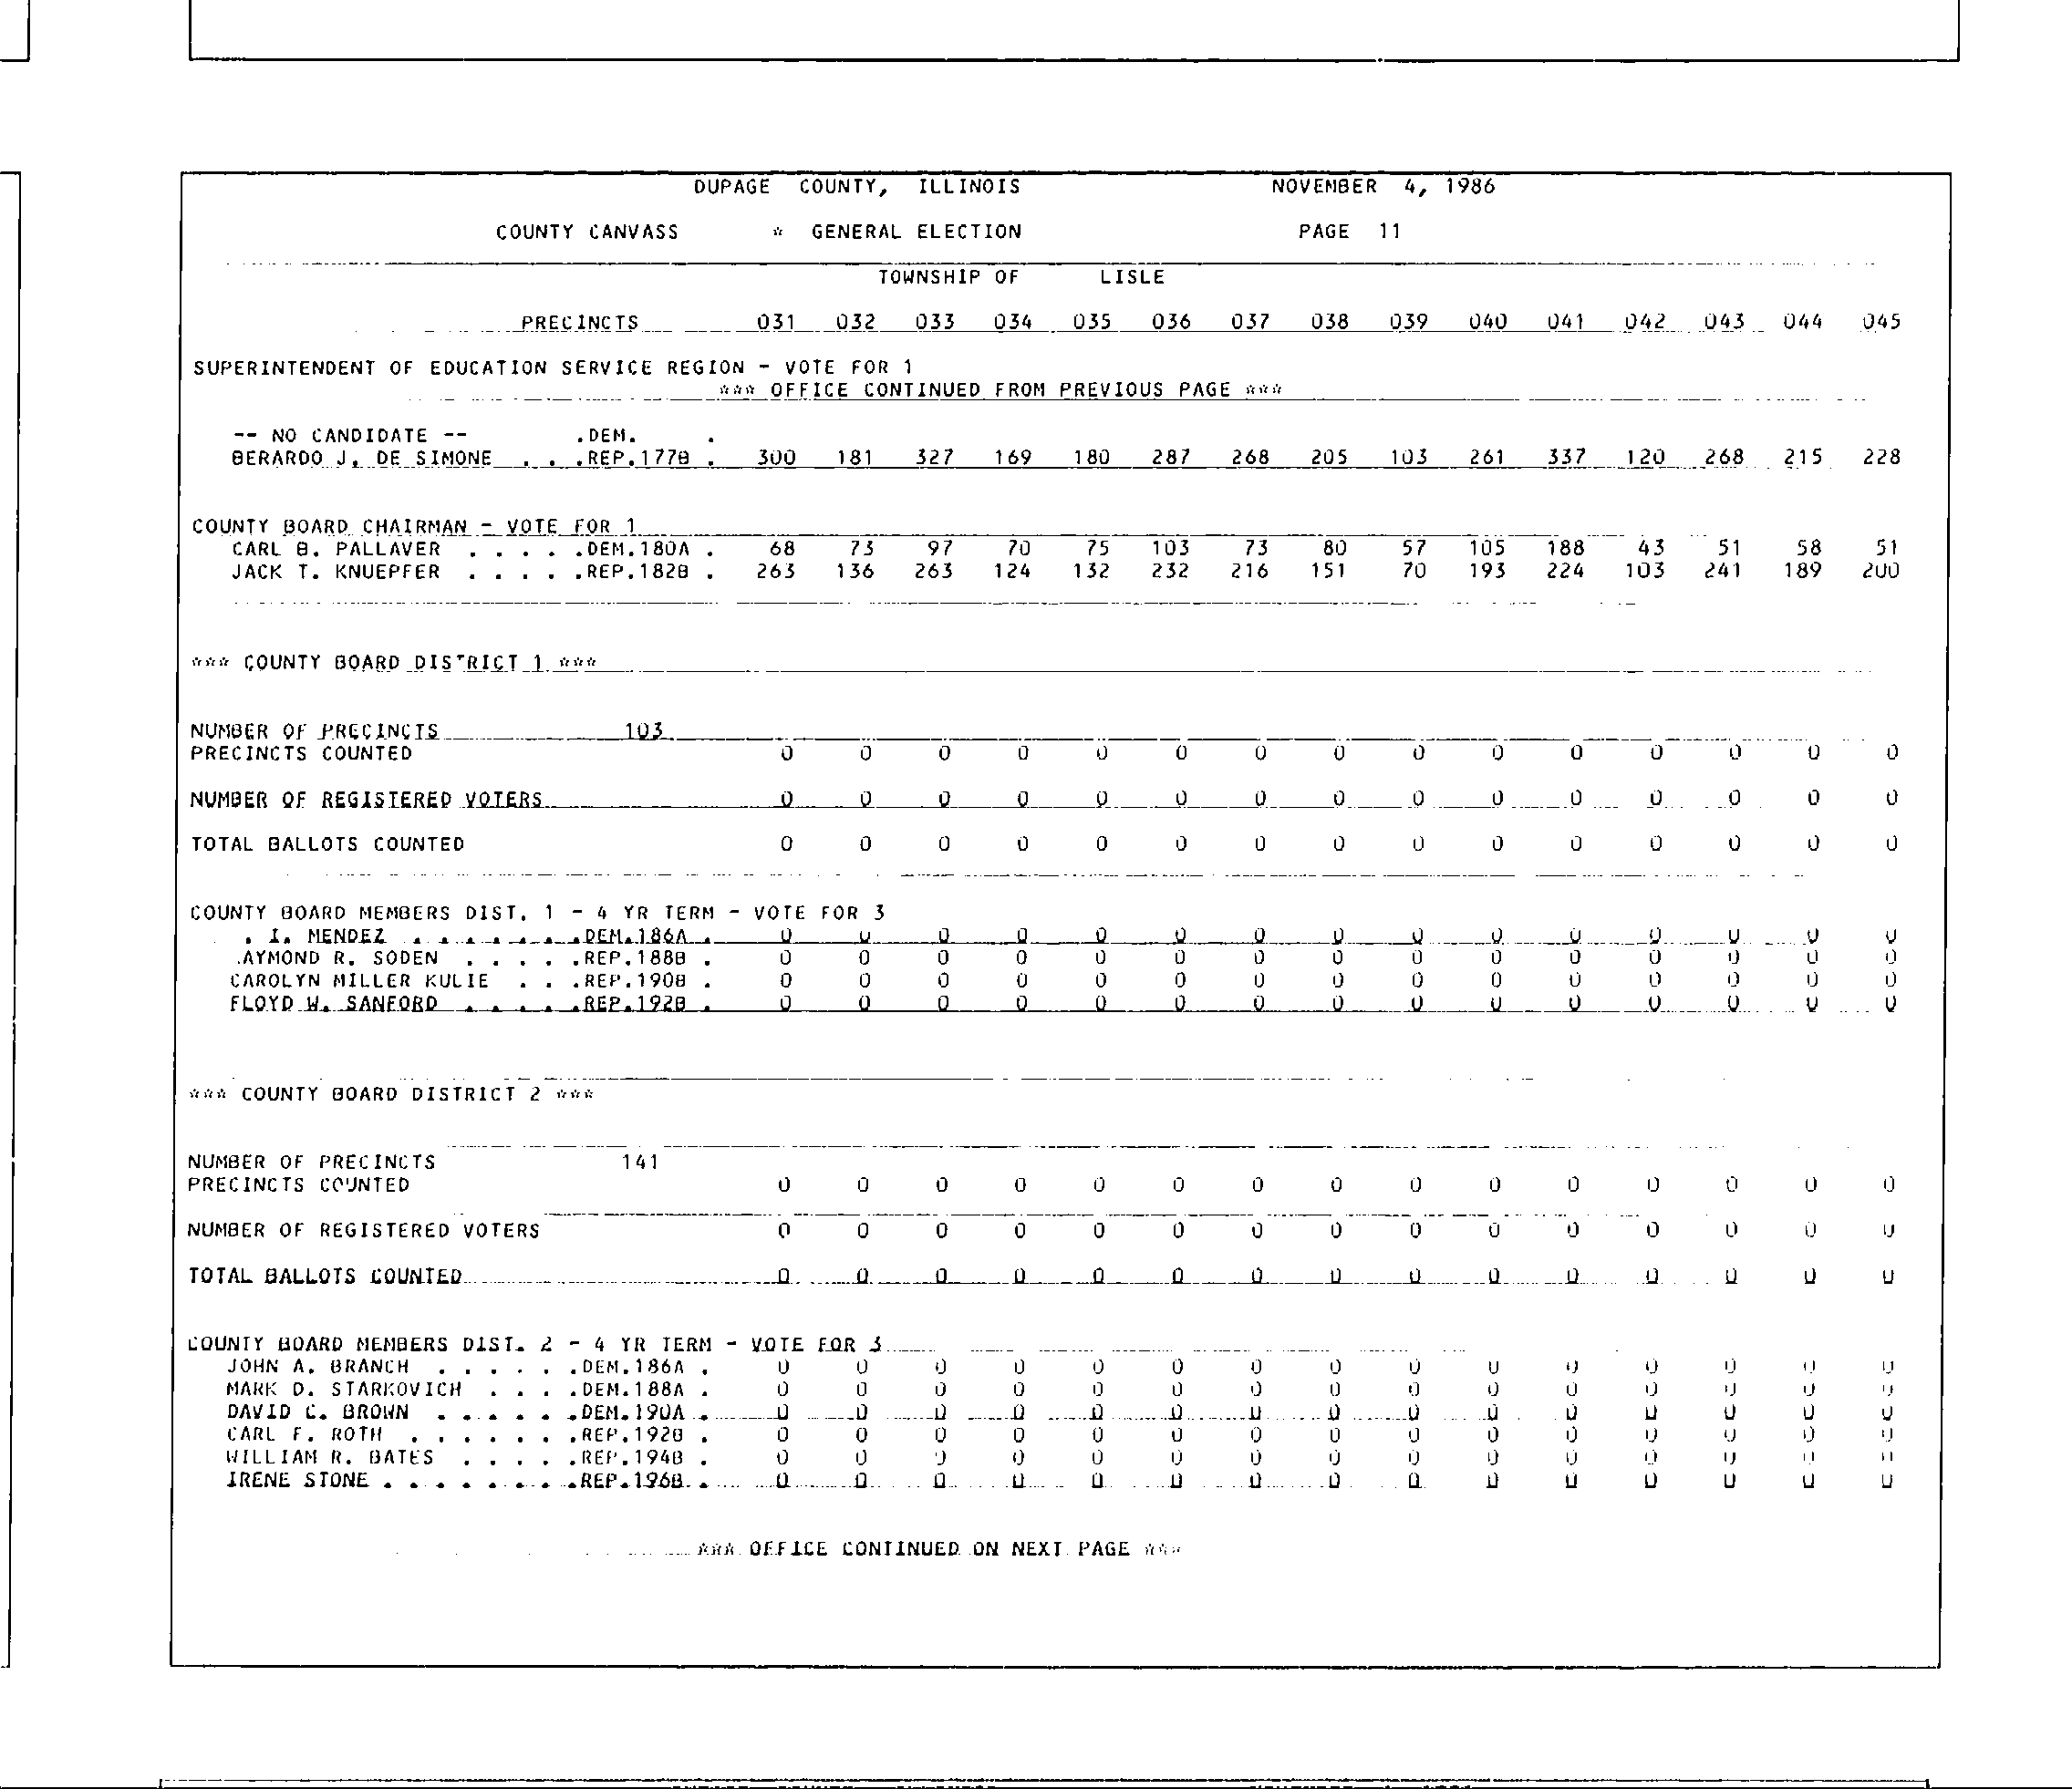 DUPAGE COUNTY, ILLINOIS NOVEMBER 4, 1986
COUNTY CANVASS * GENERAL ELECTION PAGE 11
TOWNSHIP OF LISLE
PRECINCTS 031 032 033 034 035 036 037 038 039 040 041 042 043 044 045
SUPERINTENDENT OF EDUCATION SERVICE REGION - VOTE FOR 1
*** OFFICE CONTINUED FROM PREVIOUS PAGE ***
-- NO CANDIDATE -- .DEM. .
BERARDO J. DE SIMONE . . .REP.177B . 300 181 327 169 180 287 268 205 103 261 337 120 268 215 228
COUNTY BOARD CHAIRMAN - VOTE FOR 1
CARL B. PALLAVER . . . . .DEM.180A . 68 73 97 70 75 103 73 80 57 105 188 43 51 58 51
JACK T. KNUEPFER . . . . .REP.182B . 263 136 263 124 132 232 216 151 70 193 224 103 241 189 200
*** COUNTY BOARD DISTRICT 1 ***
NUMBER OF PRECINCTS 103
PRECINCTS COUNTED 0 0 0 0 0 0 0 0 0 0 0 0 0 0 0
NUMBER OF REGISTERED VOTERS 0 0 0 0 0 0 0 0 0 0 0 0 0 0 0
TOTAL BALLOTS COUNTED 0 0 0 0 0 0 0 0 0 0 0 0 0 0 0
COUNTY BOARD MEMBERS DIST. 1 - 4 YR TERM - VOTE FOR 3
. I. MENDEZ . . . . . . . .DEM.186A . 0 0 0 0 0 0 0 0 0 0 0 0 0 0 0
AYMOND R. SODEN . . . . .REP.188B . 0 0 0 0 0 0 0 0 0 0 0 0 0 0 0
CAROLYN MILLER KULIE . . .REP.190B . 0 0 0 0 0 0 0 0 0 0 0 0 0 0 0
FLOYD W. SANFORD . . . . .REP.192B . 0 0 0 0 0 0 0 0 0 0 0 0 0 0 0
*** COUNTY BOARD DISTRICT 2 ***
NUMBER OF PRECINCTS 141
PRECINCTS COUNTED 0 0 0 0 0 0 0 0 0 0 0 0 0 0 0
NUMBER OF REGISTERED VOTERS 0 0 0 0 0 0 0 0 0 0 0 0 0 0 0
TOTAL BALLOTS COUNTED 0 0 0 0 0 0 0 0 0 0 0 0 0 0 0
COUNTY BOARD MEMBERS DIST. 2 - 4 YR TERM - VOTE FOR 3
JOHN A. BRANCH . . . . . .DEM.186A . 0 0 0 0 0 0 0 0 0 0 0 0 0 0 0
MARK D. STARKOVICH . . . .DEM.188A . 0 0 0 0 0 0 0 0 0 0 0 0 0 0 0
DAVID C. BROWN . . . . . .DEM.190A . 0 0 0 0 0 0 0 0 0 0 0 0 0 0 0
CARL F. ROTH . . . . . . .REP.192B . 0 0 0 0 0 0 0 0 0 0 0 0 0 0 0
WILLIAM R. BATES . . . . .REP.194B . 0 0 0 0 0 0 0 0 0 0 0 0 0 0 0
IRENE STONE . . . . . . . .REP.196B . 0 0 0 0 0 0 0 0 0 0 0 0 0 0 0
*** OFFICE CONTINUED ON NEXT PAGE ***